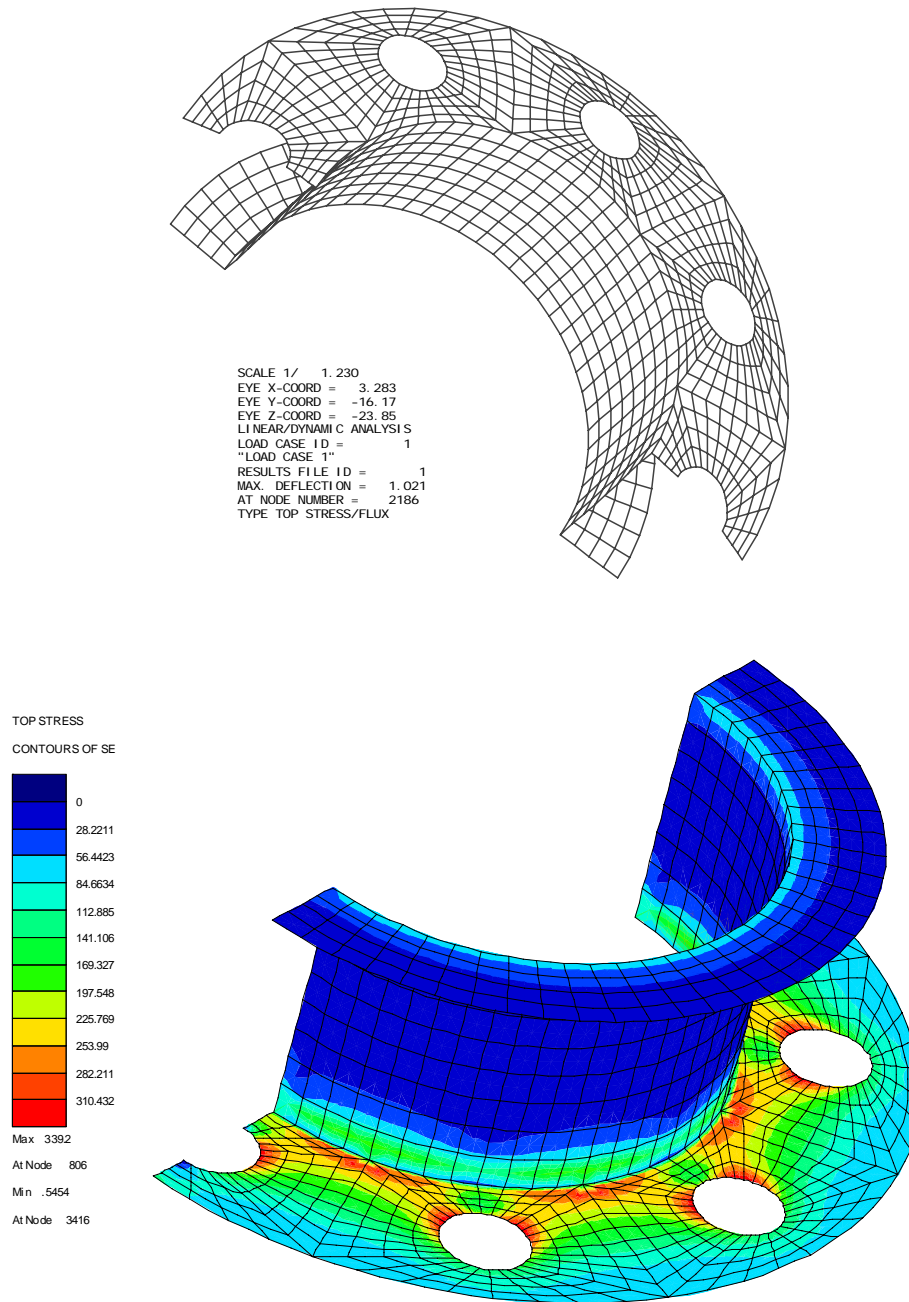 SCALE 1/ 1.230
EYE X-COORD = 3.283
EYE Y-COORD = -16.17
EYE Z-COORD = -23.85
LINEAR/DYNAMIC ANALYSIS
LOAD CASE ID = 1
"LOAD CASE 1"
RESULTS FILE ID = 1
MAX. DEFLECTION = 1.021
AT NODE NUMBER = 2186
TYPE TOP STRESS/FLUX
TOP STRESS
CONTOURS OF SE
0
28.2211
56.4423
84.6634
112.885
141.106
169.327
197.548
225.769
253.99
282.211
310.432
Max 339.2
At Node 806
Min .5454
At Node 3416